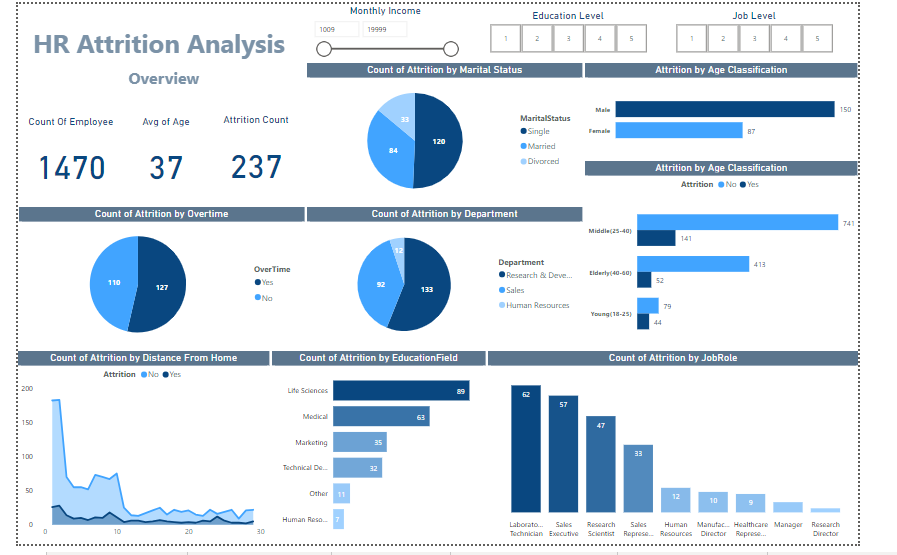 HR Attrition Analysis
Overview
Count Of Employee
Avg of Age
Attrition Count
1470
37
237
Monthly Income
1009
19999
Education Level
1 2 3 4 5
Job Level
1 2 3 4 5
Count of Attrition by Marital Status
33
84
120
MaritalStatus
Single
Married
Divorced
Attrition by Age Classification
Male
150
Female
87
Attrition by Age Classification
Attrition No Yes
Middle(25-40)
741
141
Elderly(40-60)
413
52
Young(18-25)
79
44
Count of Attrition by Overtime
110
127
OverTime
Yes
No
Count of Attrition by Department
12
92
133
Department
Research & Deve...
Sales
Human Resources
Count of Attrition by Distance From Home
Attrition No Yes
200
100
50
0
0 10 20 30
Count of Attrition by EducationField
Life Sciences
89
Medical
63
Marketing
35
Technical De...
32
Other
11
Human Reso...
7
Count of Attrition by JobRole
62
57
47
33
12
10
9
Laborato... Technician
Sales Executive
Research Scientist
Sales Represe...
Human Resources
Manufac... Director
Healthcare Represe...
Manager
Research Director